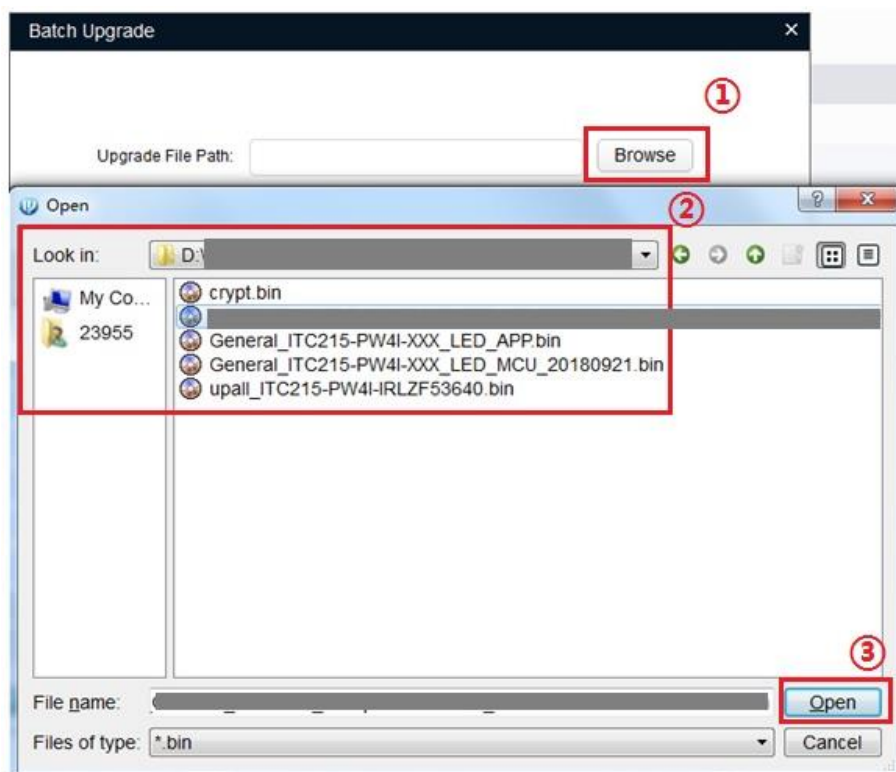 Batch Upgrade
①
Upgrade File Path:
Browse
Open
②
Look in:
D:\
My Co...
23955
crypt.bin
General_ITC215-PW4I-XXX_LED_APP.bin
General_ITC215-PW4I-XXX_LED_MCU_20180921.bin
upall_ITC215-PW4I-IRLZF53640.bin
③
File name:
Open
Files of type:
*.bin
Cancel